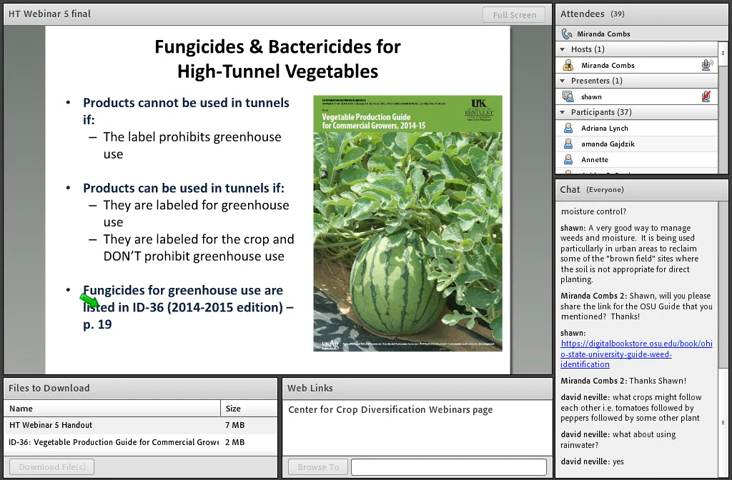 HT Webinar 5 final
Full Screen
Fungicides & Bactericides for
High-Tunnel Vegetables
• Products cannot be used in tunnels
if:
– The label prohibits greenhouse
use
• Products can be used in tunnels if:
– They are labeled for greenhouse
use
– They are labeled for the crop and
DON'T prohibit greenhouse use
• Fungicides for greenhouse use are
listed in ID-36 (2014-2015 edition) –
p. 19
Vegetable Production Guide
for Commercial Growers, 2014-15
UK
KENTUCKY
Files to Download
Name Size
HT Webinar 5 Handout 7 MB
ID-36: Vegetable Production Guide for Commercial Growe 2 MB
Download File(s)
Web Links
Center for Crop Diversification Webinars page
Browse To
Attendees (39)
Miranda Combs
Hosts (1)
Miranda Combs
Presenters (1)
shawn
Participants (37)
Adriana Lynch
amanda Gajdzik
Annette
Chat (Everyone)
moisture control?
shawn: A very good way to manage
weeds and moisture. It is being used
particullarly in urban areas to reclaim
some of the "brown field" sites where
the soil is not appropriate for direct
planting.
Miranda Combs 2: Shawn, will you please
share the link for the OSU Guide that you
mentioned? Thanks!
shawn:
https://digitalbookstore.osu.edu/book/ohi
o-state-university-guide-weed-
identification
Miranda Combs 2: Thanks Shawn!
david neville: what crops might follow
each other i.e. tomatoes followed by
peppers followed by some other plant
david neville: what about using
rainwater?
david neville: yes